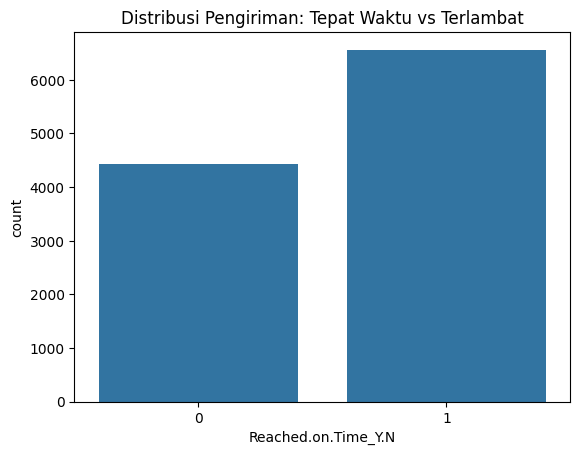 Distribusi Pengiriman: Tepat Waktu vs Terlambat
6000
5000
4000
3000
2000
1000
0
count
0 1
Reached.on.Time_Y.N